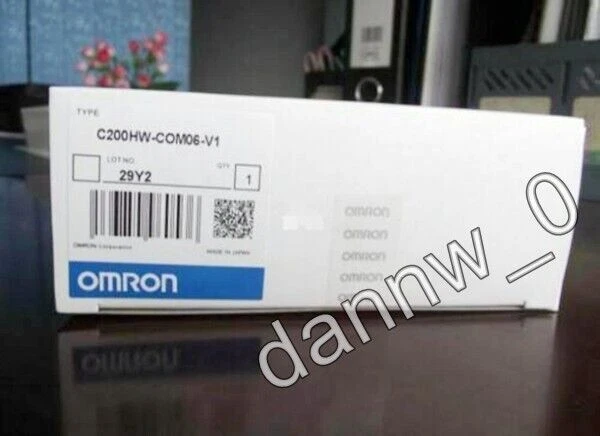 TYPE
C200HW-COM06-V1
LOT NO.
QTY
29Y2
1
OMRON Corporation
MADE IN JAPAN
OMRON
OMRON
OMRON
OMRON
OMRON
OMRON
dannw_0